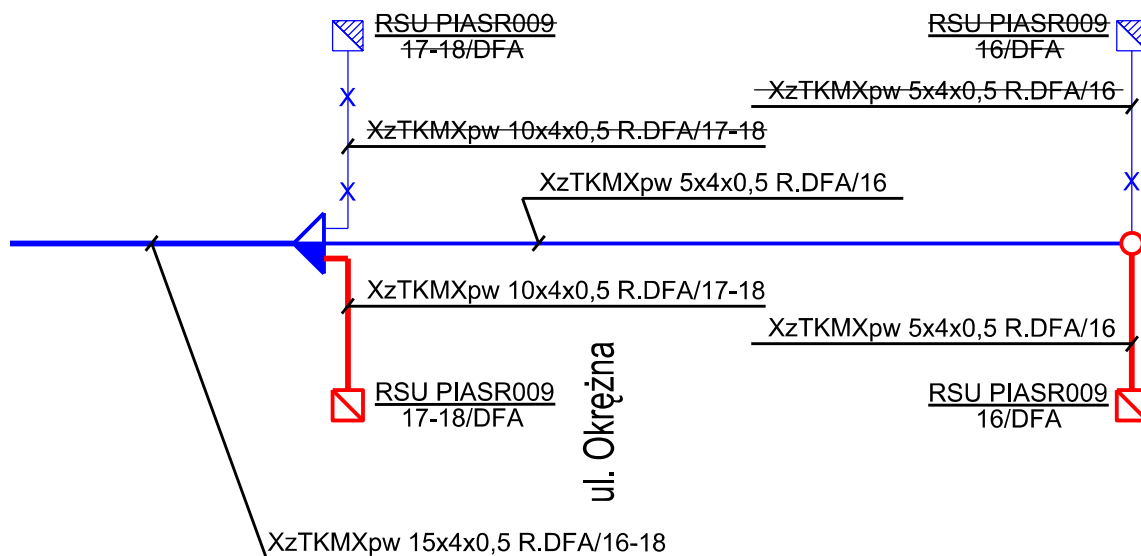 RSU PIASR009
17-18/DFA
RSU PIASR009
16/DFA
X
XzTKMXpw 5x4x0,5 R.DFA/16
XzTKMXpw 10x4x0,5 R.DFA/17-18
X
XzTKMXpw 5x4x0,5 R.DFA/16
X
XzTKMXpw 10x4x0,5 R.DFA/17-18
XzTKMXpw 5x4x0,5 R.DFA/16
RSU PIASR009
17-18/DFA
ul. Okrężna
RSU PIASR009
16/DFA
XzTKMXpw 15x4x0,5 R.DFA/16-18